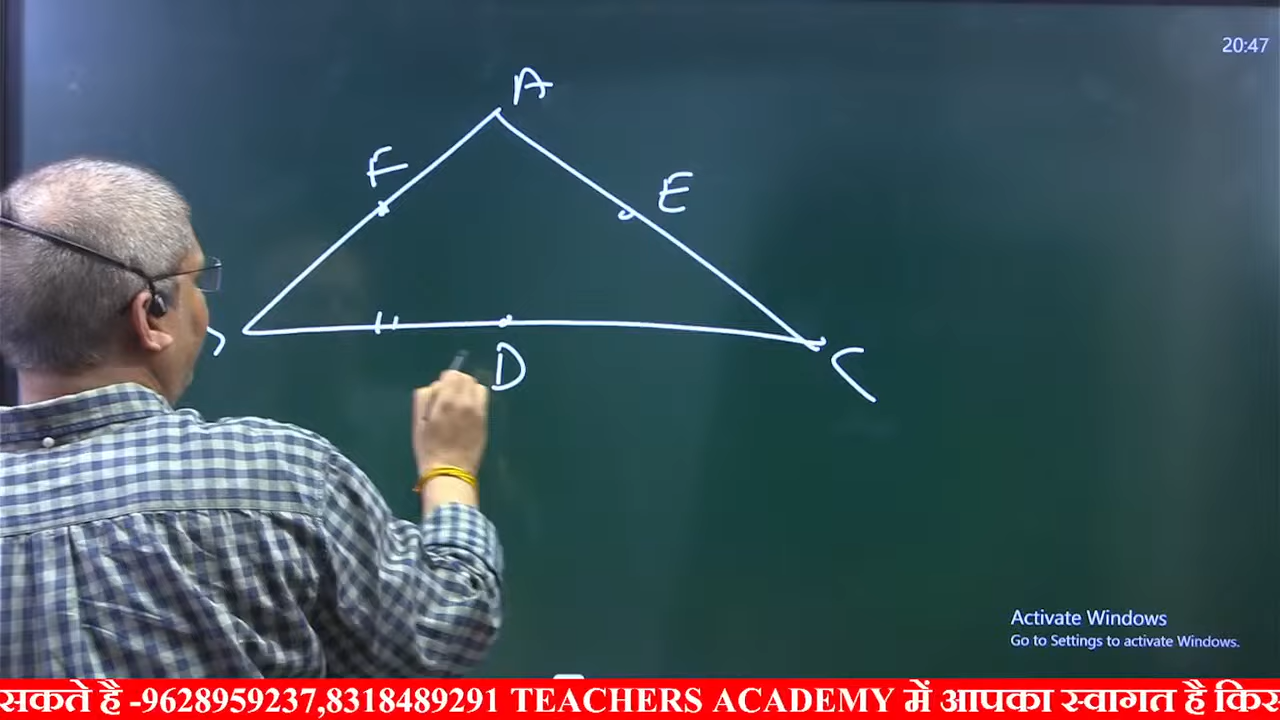 20:47
A
F
E
D
C
Activate Windows
Go to Settings to activate Windows.
सकते है -9628959237,8318489291 TEACHERS ACADEMY में आपका स्वागत है किस